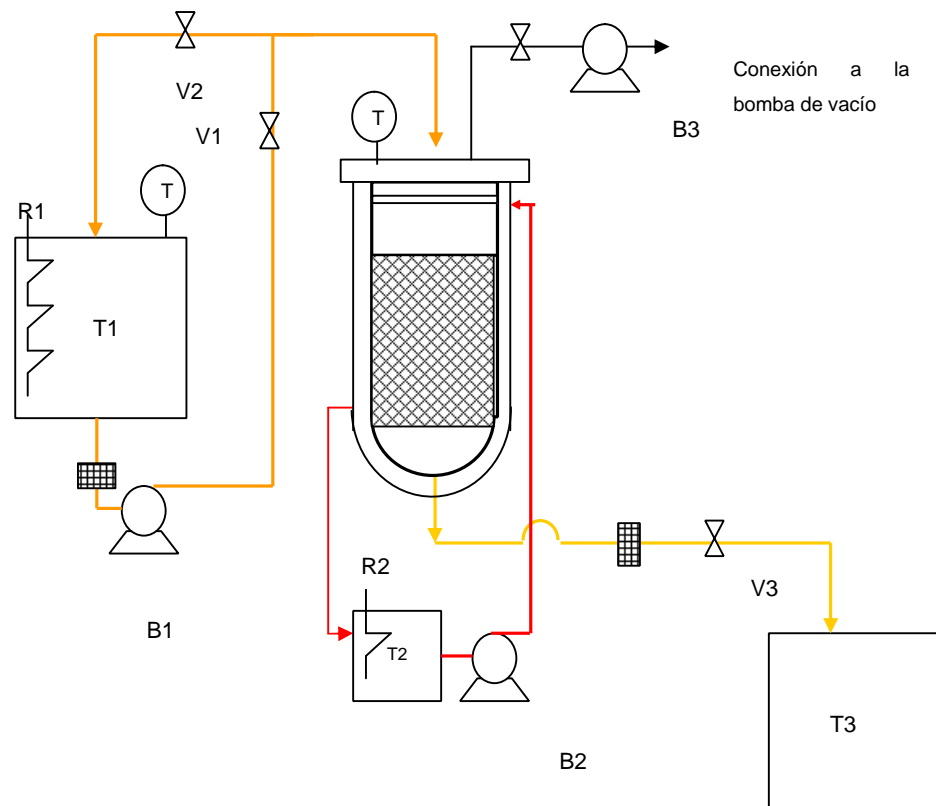 Conexión a la
bomba de vacío
V2
T
B3
V1
T
R1
T1
R2
V3
B1
T2
T3
B2